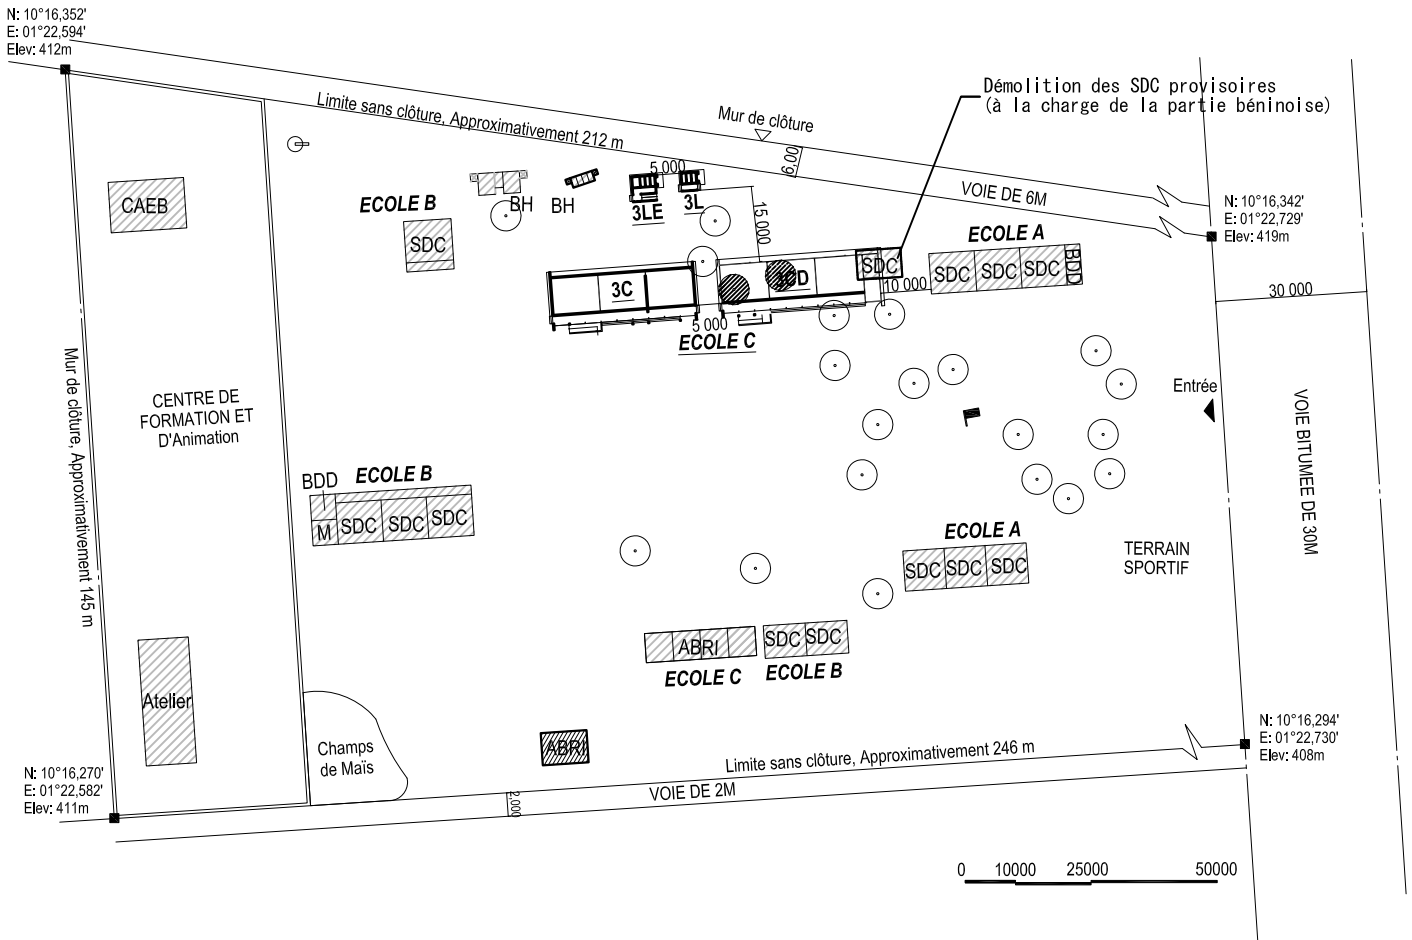 N: 10°16,352'
E: 01°22,594'
Elev: 412m
Limite sans clôture, Approximativement 212 m
Mur de clôture
6,00
Démolition des SDC provisoires
(à la charge de la partie béninoise)
VOIE DE 6M
N: 10°16,342'
E: 01°22,729'
Elev: 419m
CAEB
ECOLE B
SDC
BH
BH
5 000
3LE
3L
15 000
ECOLE A
SDC
SDC
SDC
SDC
BDD
10 000
30 000
3C
3CD
5 000
ECOLE C
Mur de clôture, Approximativement 145 m
CENTRE DE
FORMATION ET
D'Animation
Entrée
VOIE BITUMEE DE 30M
BDD
ECOLE B
M
SDC
SDC
SDC
ECOLE A
SDC
SDC
SDC
TERRAIN
SPORTIF
ABRI
SDC
SDC
ECOLE C
ECOLE B
Atelier
Champs
de Maïs
ABRI
Limite sans clôture, Approximativement 246 m
N: 10°16,294'
E: 01°22,730'
Elev: 408m
N: 10°16,270'
E: 01°22,582'
Elev: 411m
2,000
VOIE DE 2M
0 10000 25000 50000